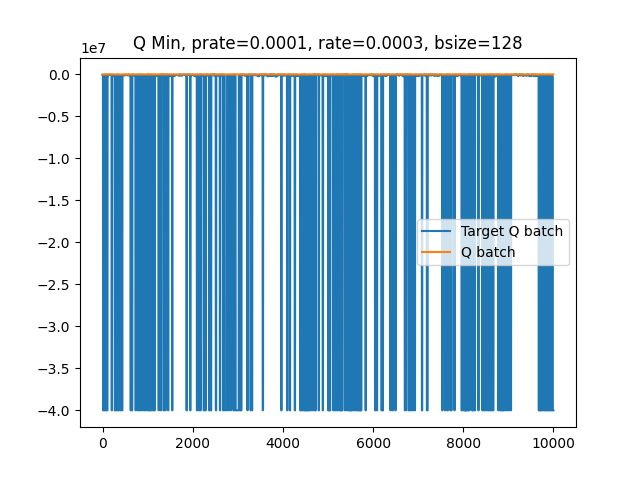 Q Min, prate=0.0001, rate=0.0003, bsize=128
1e7
0.0
−0.5
−1.0
−1.5
−2.0
−2.5
−3.0
−3.5
−4.0
Target Q batch
Q batch
0 2000 4000 6000 8000 10000